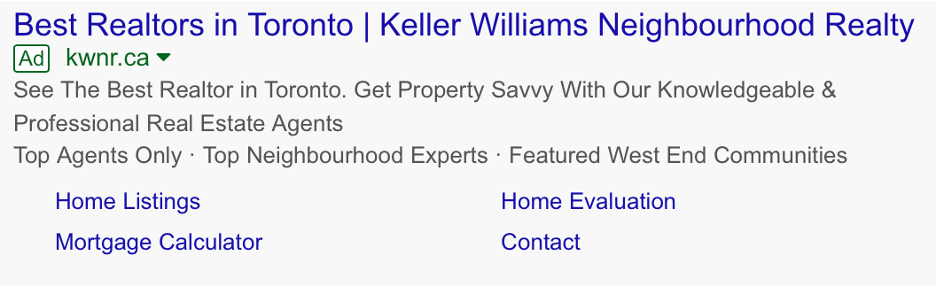 Best Realtors in Toronto | Keller Williams Neighbourhood Realty
Ad kwnr.ca
See The Best Realtor in Toronto. Get Property Savvy With Our Knowledgeable &
Professional Real Estate Agents
Top Agents Only · Top Neighbourhood Experts · Featured West End Communities
Home Listings Home Evaluation
Mortgage Calculator Contact